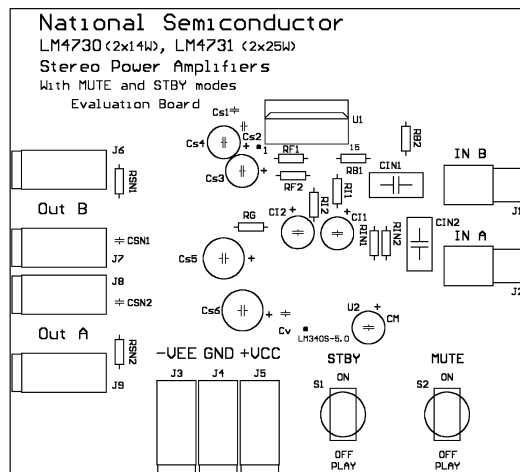 National Semiconductor
LM4730 (2x14W), LM4731 (2x25W)
Stereo Power Amplifiers
With MUTE and STBY modes
Evaluation Board
Cs1
Cs2
Cs4
Cs3
1
U1
15
RF1
RF2
RB1
RB2
CIN1
IN B
J1
J6
RSN1
Out B
CSN1
J7
J8
CSN2
Out A
RSN2
J9
RI1
RI2
CI2
CI1
RG
RIN1
RIN2
CIN2
IN A
J2
Cs5
Cs6
Cv
U2
CM
LM340S-5.0
-VEE GND +VCC
J3
J4
J5
STBY
MUTE
S1
ON
S2
ON
OFF
PLAY
OFF
PLAY